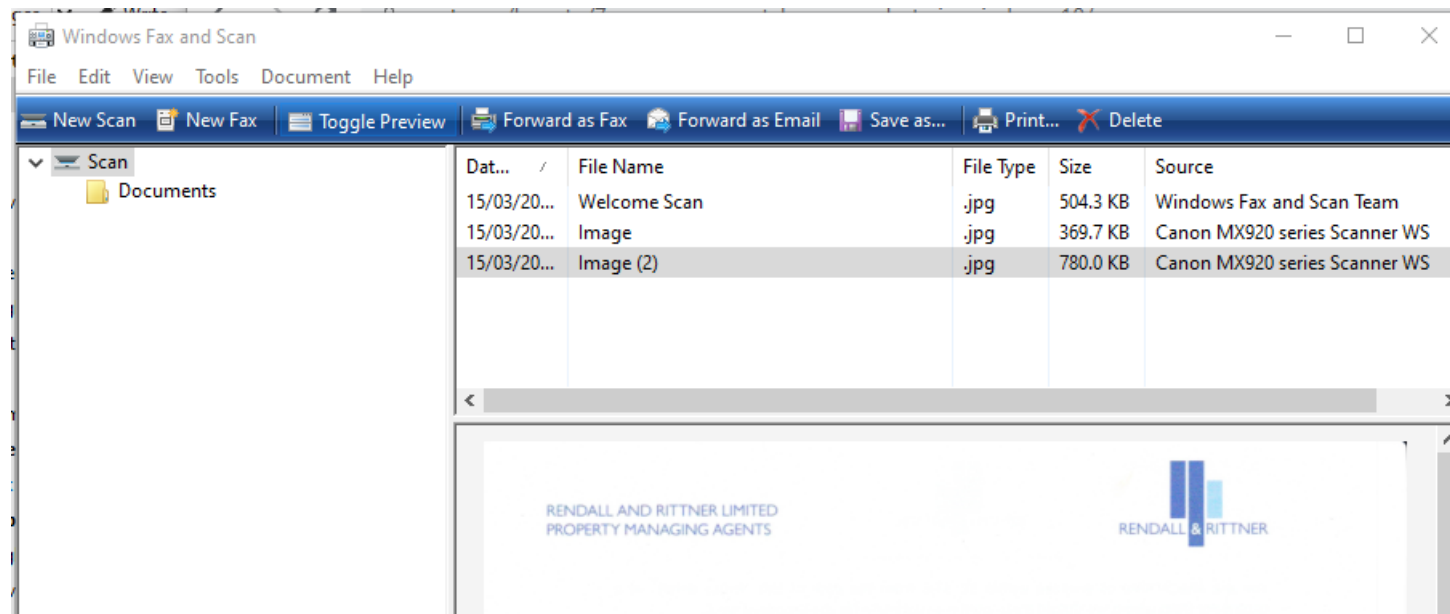 Windows Fax and Scan
File Edit View Tools Document Help
New Scan New Fax Toggle Preview Forward as Fax Forward as Email Save as... Print... Delete
Scan
Documents
Dat... File Name File Type Size Source
15/03/20... Welcome Scan .jpg 504.3 KB Windows Fax and Scan Team
15/03/20... Image .jpg 369.7 KB Canon MX920 series Scanner WS
15/03/20... Image (2) .jpg 780.0 KB Canon MX920 series Scanner WS
RENDALL AND RITTNER LIMITED
PROPERTY MANAGING AGENTS
RENDALL & RITTNER